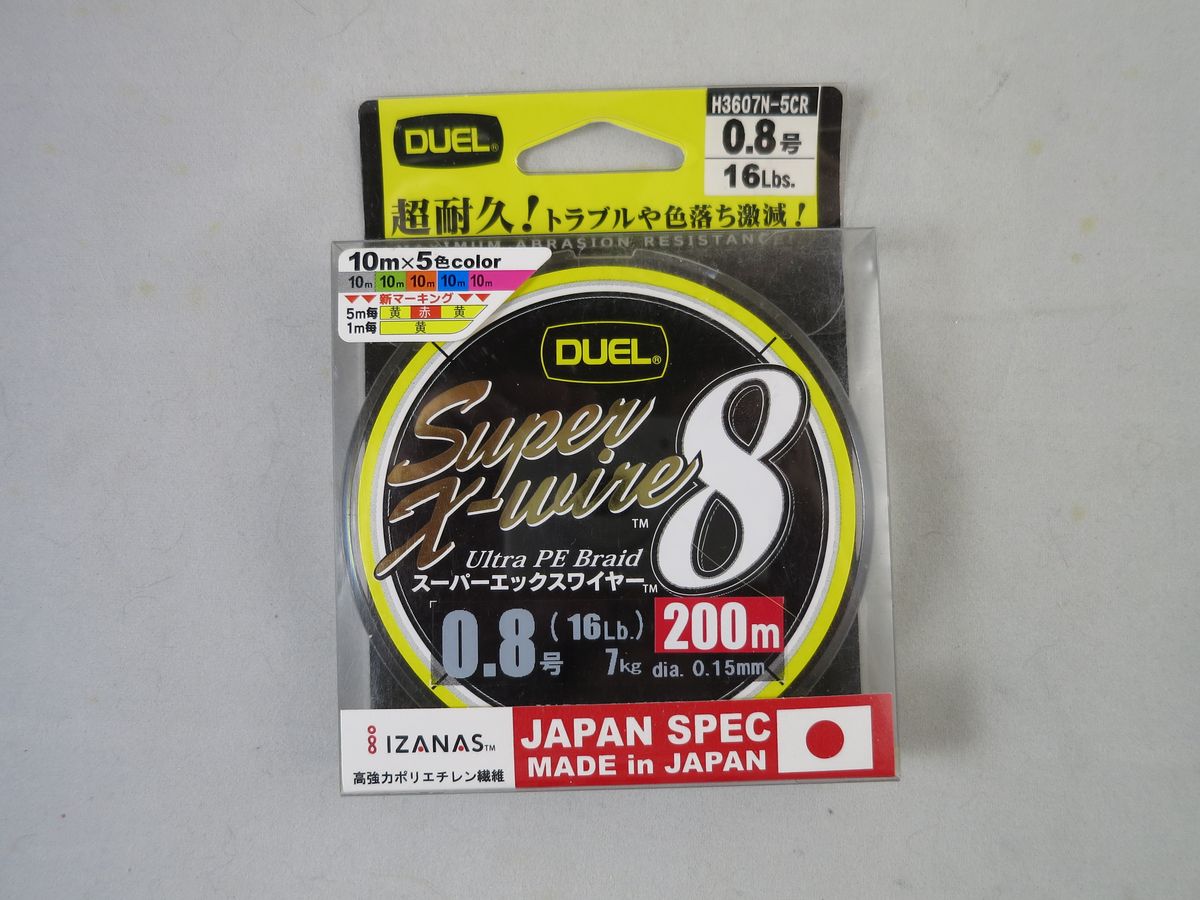 DUEL®
H3607N-5CR
0.8号
16Lbs.
超耐久!トラブルや色落ち激減!
MAXIMUM ABRASION RESISTANCE!
10m×5色color
10m 10m 10m 10m 10m
新マーキング
5m毎 黄 赤 黄
1m毎 黄
DUEL®
Super
X-wire 8
TM
Ultra PE Braid
スーパーエックスワイヤー TM
0.8号 (16Lb.) 200m
7kg dia. 0.15mm
IZANAS TM
高強力ポリエチレン繊維
JAPAN SPEC
MADE in JAPAN